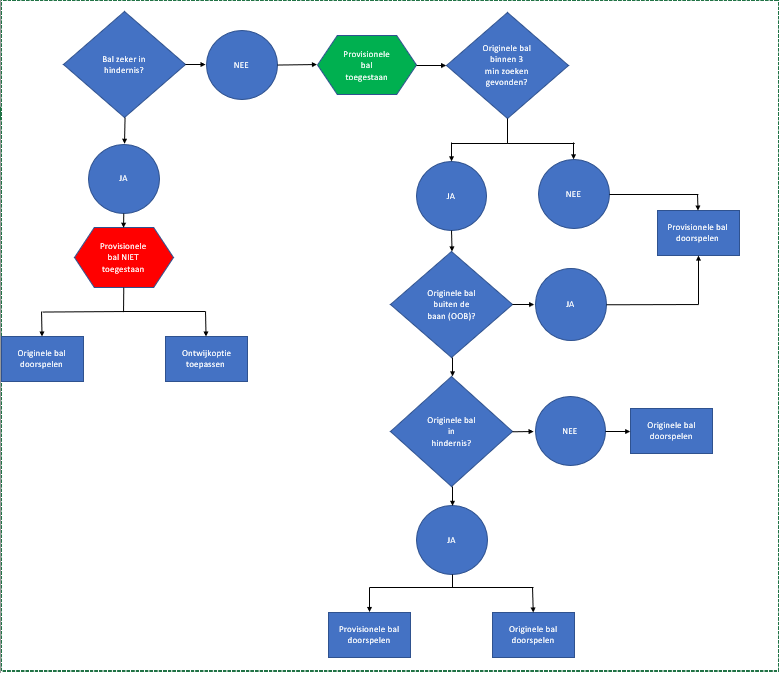 Bal zeker in
hindernis?
NEE
Provisionele
bal
toegestaan
Originele bal
binnen 3
min zoeken
gevonden?
JA
JA
NEE
Provisionele
bal NIET
toegestaan
Provisionele bal
doorspelen
Originele bal
buiten de
baan (OOB)?
JA
Originele bal
doorspelen
Ontwijkoptie
toepassen
Originele bal
in
hindernis?
NEE
Originele bal
doorspelen
JA
Provisionele bal
doorspelen
Originele bal
doorspelen